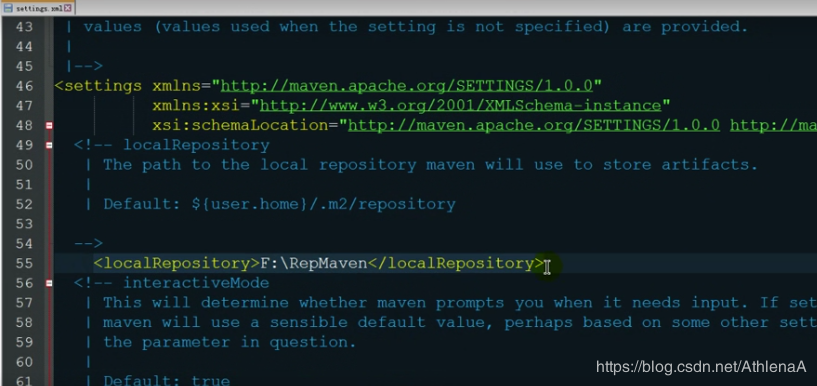 settings.xml
43 | values (values used when the setting is not specified) are provided.
44 |
45 |-->
46 <settings xmlns="http://maven.apache.org/SETTINGS/1.0.0"
47 xmlns:xsi="http://www.w3.org/2001/XMLSchema-instance"
48 xsi:schemaLocation="http://maven.apache.org/SETTINGS/1.0.0 http://ma
49 <!-- localRepository
50 | The path to the local repository maven will use to store artifacts.
51 |
52 | Default: ${user.home}/.m2/repository
53
54 -->
55 <localRepository>F:\RepMaven</localRepository>
56 <!-- interactiveMode
57 | This will determine whether maven prompts you when it needs input. If set
58 | maven will use a sensible default value, perhaps based on some other sett
59 | the parameter in question.
60 |
61 | Default: true
https://blog.csdn.net/AthlenaA